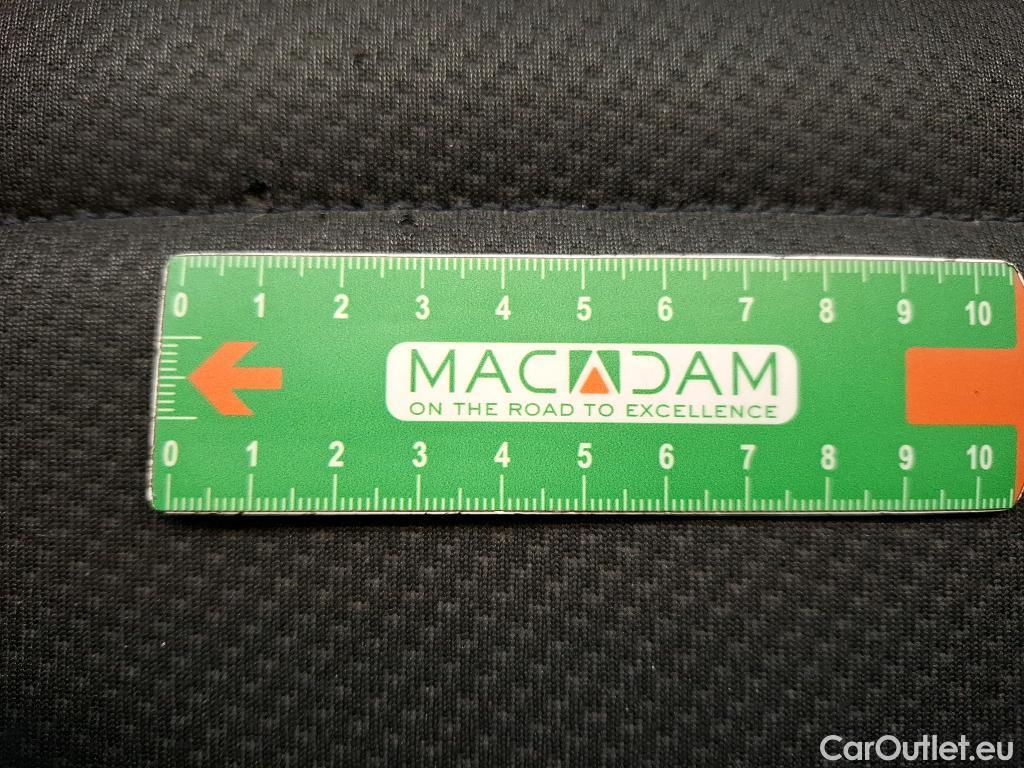 0 1 2 3 4 5 6 7 8 9 10
MACADAM
ON THE ROAD TO EXCELLENCE
0 1 2 3 4 5 6 7 8 9 10
CarOutlet.eu